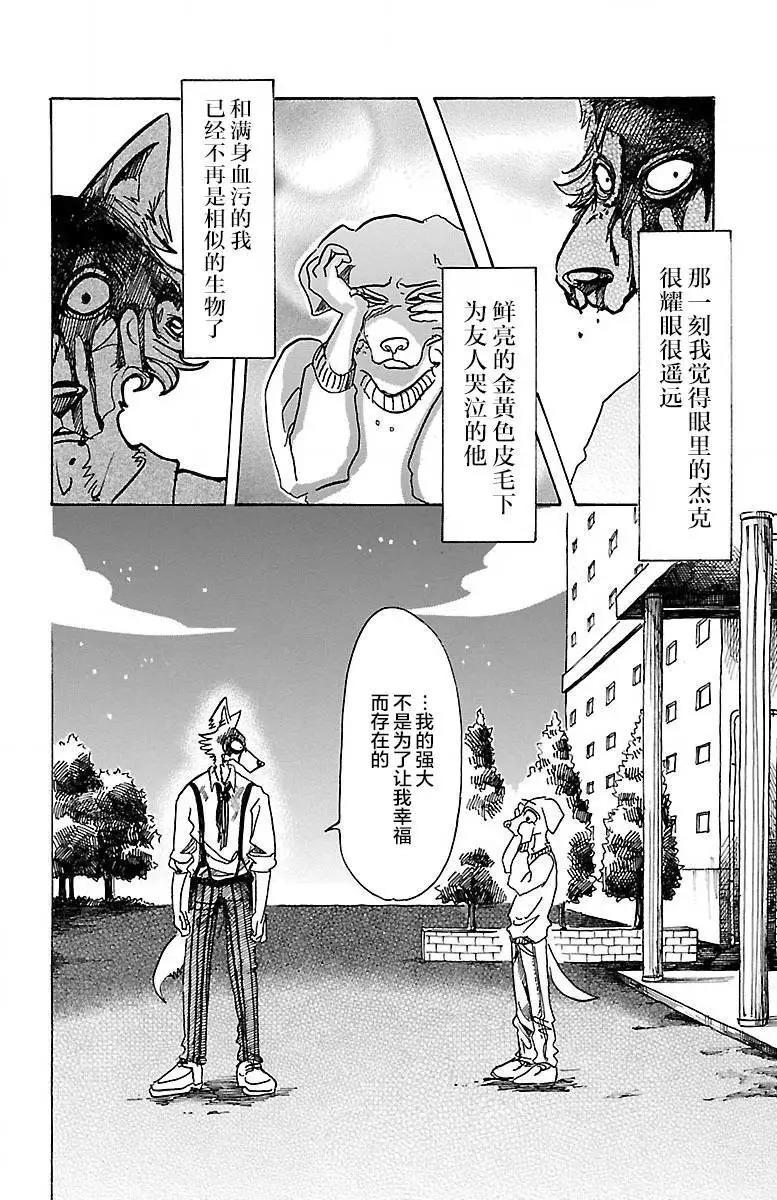 那一刻我觉得眼里的杰克
很耀眼很遥远
鲜亮的金黄色皮毛下
为友人哭泣的他
和满身血污的我
已经不再是相似的生物了
…我的强大
不是为了让我幸福
而存在的